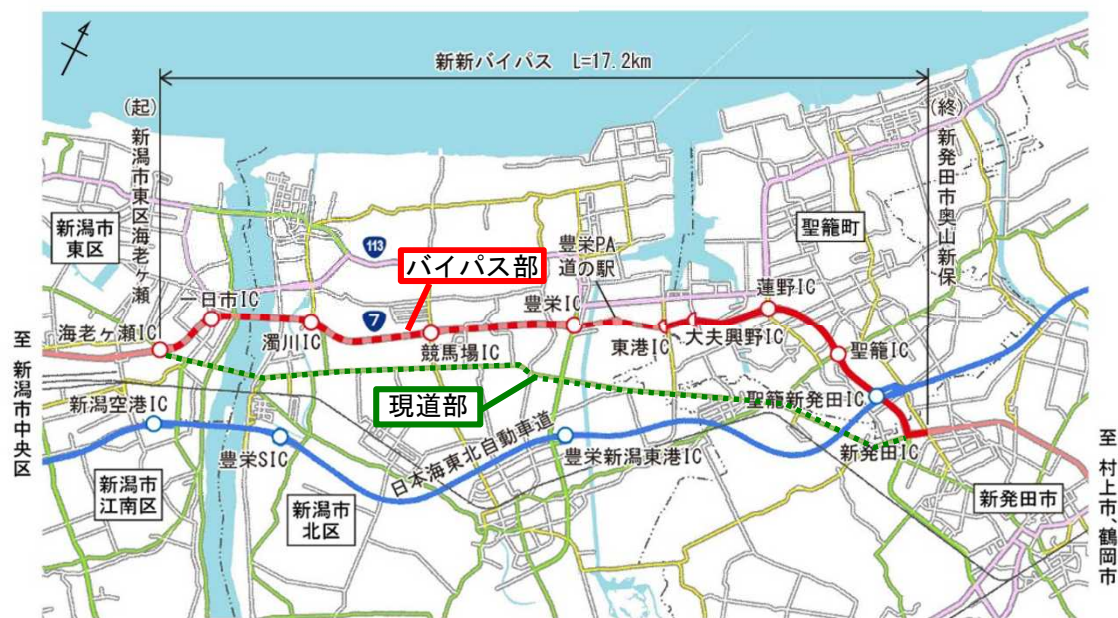 新新バイパス L=17.2km
(起)
新潟市東区海老ヶ瀬
(終)
新発田市奥山新保
新潟市
東区
113
バイパス部
豊栄PA
道の駅
聖籠町
一日市IC
7
豊栄IC
蓮野IC
海老ヶ瀬IC
濁川IC
競馬場IC
東港IC
大夫興野IC
聖籠IC
至 新潟市中央区
新潟空港IC
現道部
聖籠新発田IC
豊栄SIC
日本海東北自動車道
豊栄新潟東港IC
新発田IC
至 村上市・鶴岡市
新潟市
江南区
新潟市
北区
新発田市